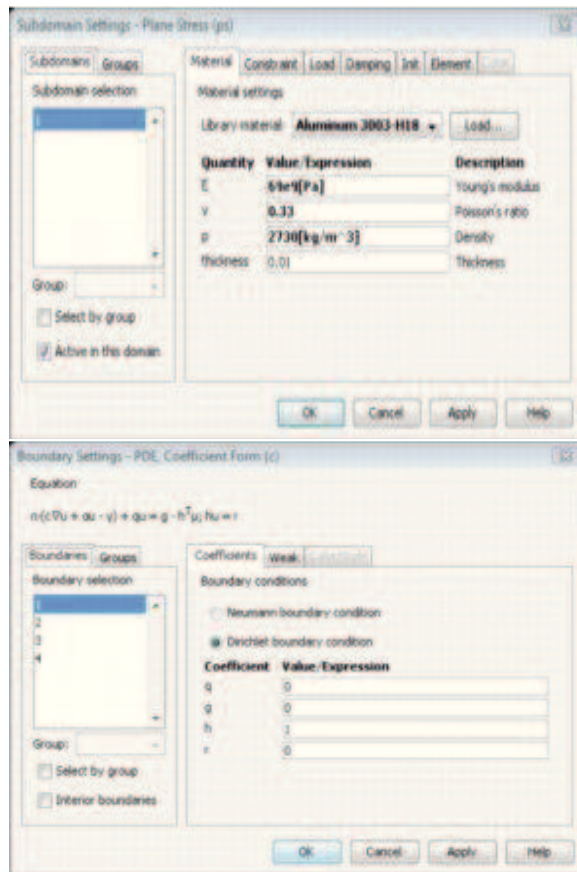 Subdomain Settings - Plane Stress (ps)
Subdomains Groups
Subdomain selection
1
Group:
Select by group
Active in this domain
Material Constraint Load Damping Init Element
Material settings
Library material: Aluminum 3003-H18 Load...
Quantity Value/Expression Description
E 69e9[Pa] Young's modulus
ν 0.33 Poisson's ratio
ρ 2730[kg/m^3] Density
thickness 0.01 Thickness
OK Cancel Apply Help
Boundary Settings - PDE, Coefficient Form (c)
Equation
n·(c∇u + αu - γ) + qu = g - hᵀμ; hu = r
Boundaries Groups
Boundary selection
1
2
3
4
Group:
Select by group
Interior boundaries
Coefficients Weak
Boundary conditions
Neumann boundary condition
Dirichlet boundary condition
Coefficient Value/Expression
q 0
g 0
h 1
r 0
OK Cancel Apply Help